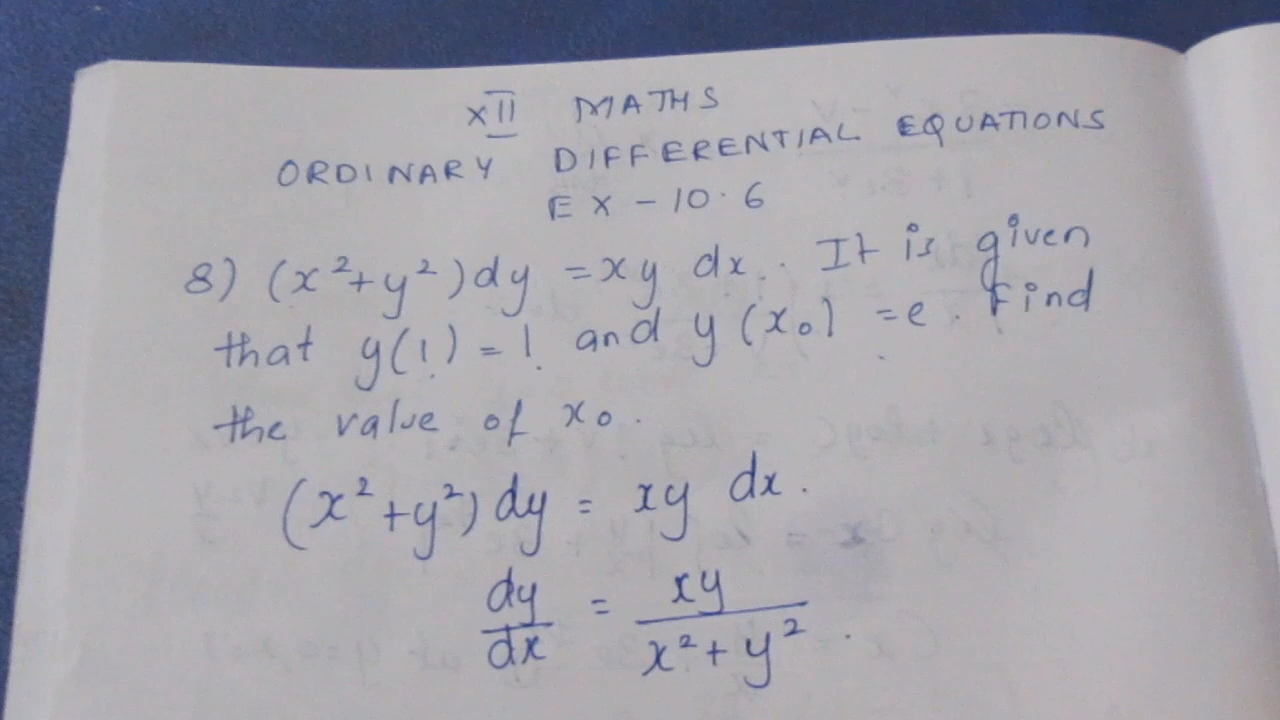 XII MATHS
ORDINARY DIFFERENTIAL EQUATIONS
EX - 10.6
8) (x²+y²)dy = xy dx. It is given
that y(1) = 1 and y(x₀) = e. Find
the value of x₀.
(x²+y²) dy = xy dx.
dy/dx = xy/(x²+y²).